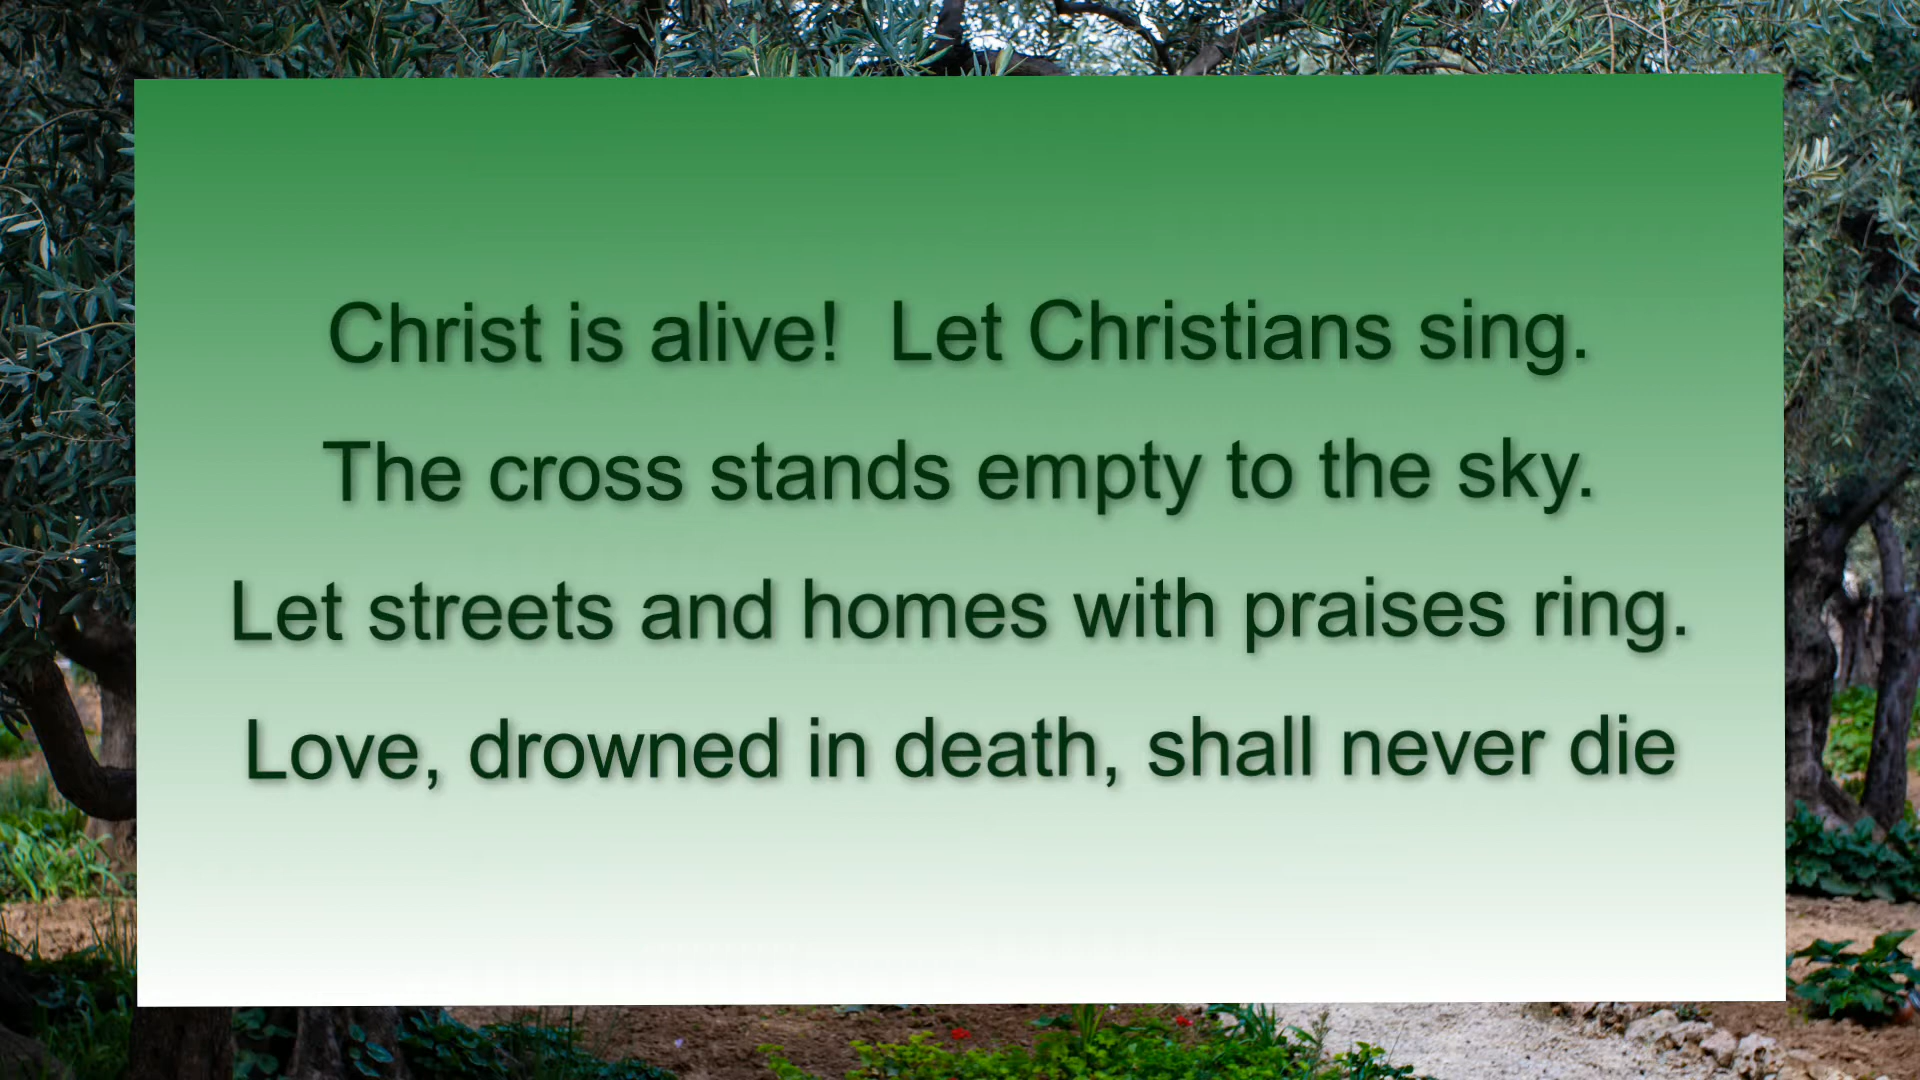 Christ is alive!  Let Christians sing.
The cross stands empty to the sky.
Let streets and homes with praises ring.
Love, drowned in death, shall never die